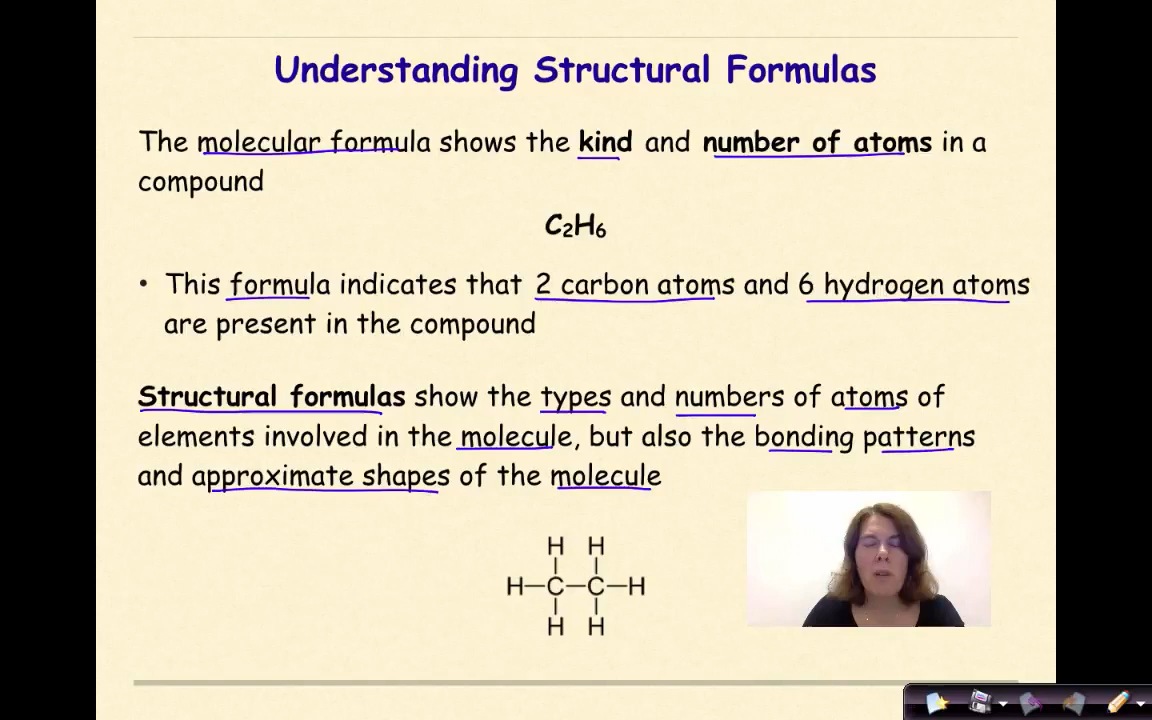 Understanding Structural Formulas
The molecular formula shows the kind and number of atoms in a
compound
C₂H₆
• This formula indicates that 2 carbon atoms and 6 hydrogen atoms
are present in the compound
Structural formulas show the types and numbers of atoms of
elements involved in the molecule, but also the bonding patterns
and approximate shapes of the molecule
H H
H–C–C–H
H H